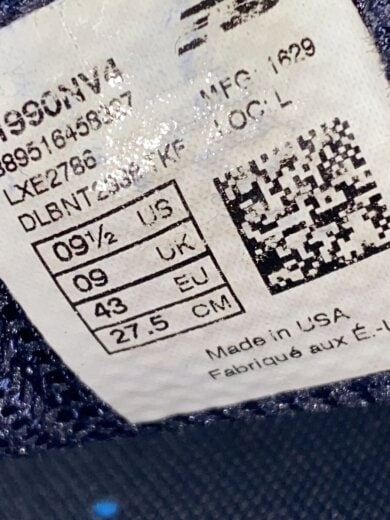 990NV4
LXE2786
MFG: 1629
LOC: L
09½ US
09 UK
43 EU
27.5 CM
Made in USA
Fabriqué aux É.-